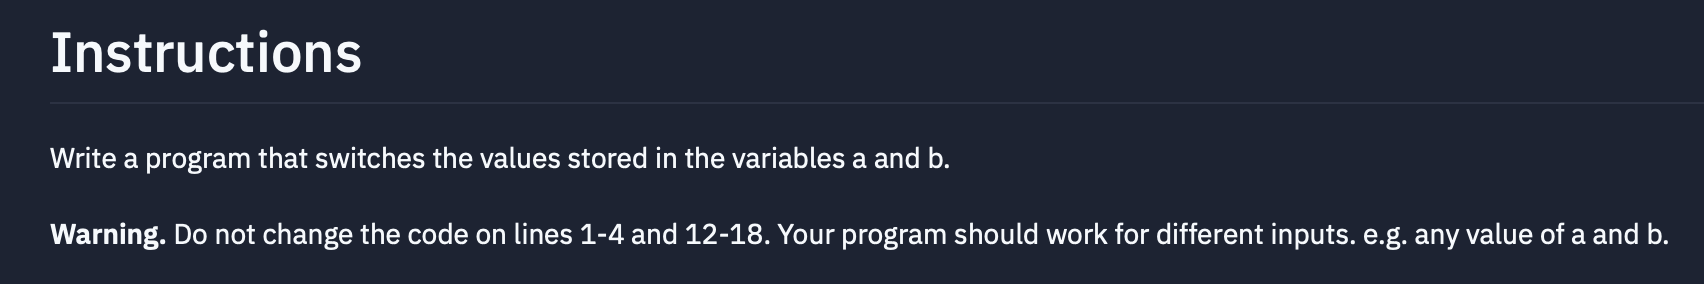 Instructions
Write a program that switches the values stored in the variables a and b.
Warning. Do not change the code on lines 1-4 and 12-18. Your program should work for different inputs. e.g. any value of a and b.